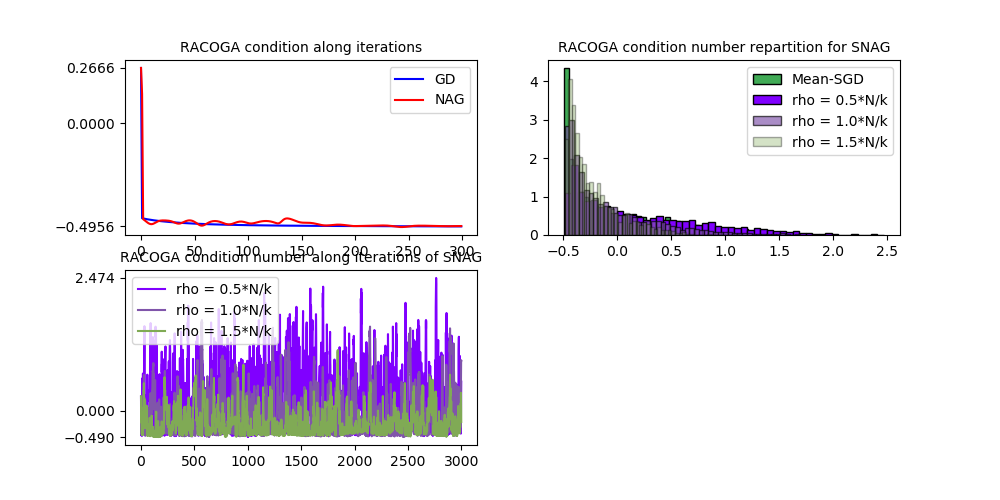 RACOGA condition along iterations
0.2666
0.0000
−0.4956
GD
NAG
0 50 100 150 200 250 300
RACOGA condition number repartition for SNAG
4
3
2
1
0
Mean-SGD
rho = 0.5*N/k
rho = 1.0*N/k
rho = 1.5*N/k
−0.5 0.0 0.5 1.0 1.5 2.0 2.5
RACOGA condition number along iterations of SNAG
2.474
0.000
−0.490
rho = 0.5*N/k
rho = 1.0*N/k
rho = 1.5*N/k
0 500 1000 1500 2000 2500 3000